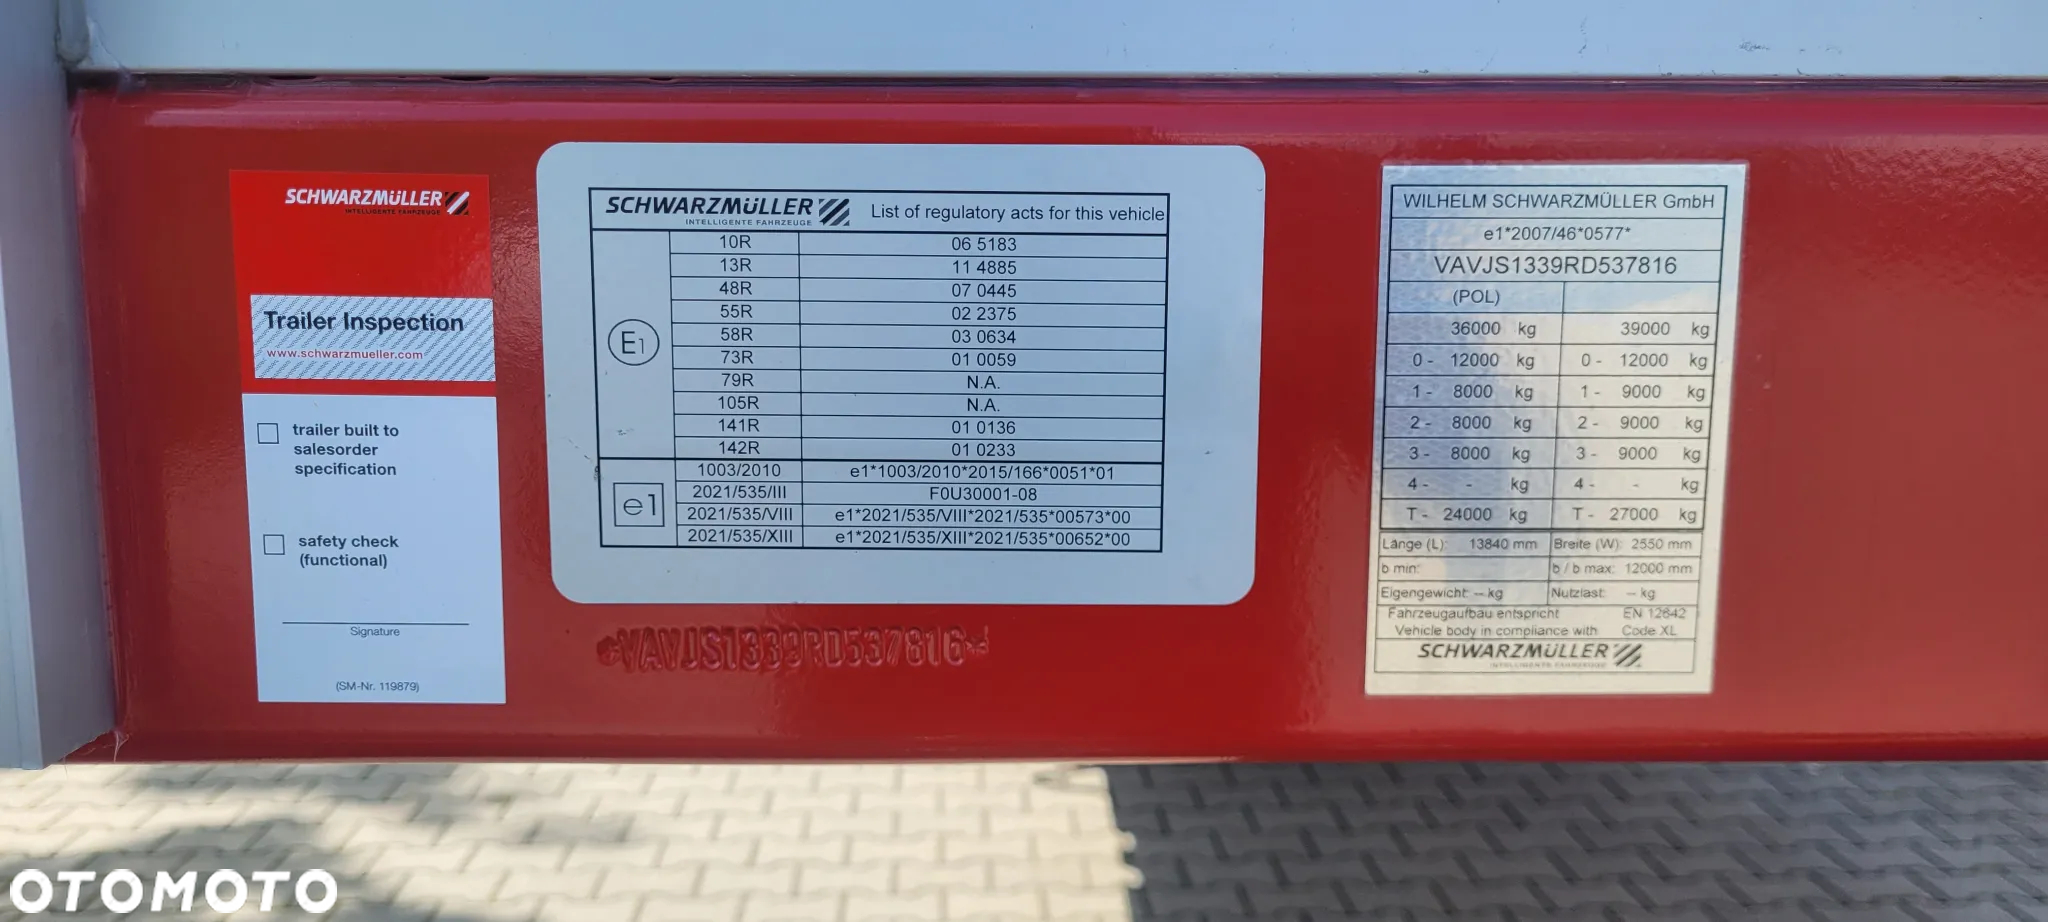 SCHWARZMÜLLER
INTELLIGENTE FAHRZEUGE
Trailer Inspection
www.schwarzmueller.com
trailer built to
salesorder
specification
safety check
(functional)
Signature
(SM-Nr. 119879)
SCHWARZMÜLLER
INTELLIGENTE FAHRZEUGE
List of regulatory acts for this vehicle
E1
10R 06 5183
13R 11 4885
48R 07 0445
55R 02 2375
58R 03 0634
73R 01 0059
79R N.A.
105R N.A.
141R 01 0136
142R 01 0233
e1
1003/2010 e1*1003/2010*2015/166*0051*01
2021/535/III F0U30001-08
2021/535/VIII e1*2021/535/VIII*2021/535*00573*00
2021/535/XIII e1*2021/535/XIII*2021/535*00652*00
*VAVJS1339RD537816*
WILHELM SCHWARZMÜLLER GmbH
e1*2007/46*0577*
VAVJS1339RD537816
(POL)
36000 kg 39000 kg
0 - 12000 kg 0 - 12000 kg
1 - 8000 kg 1 - 9000 kg
2 - 8000 kg 2 - 9000 kg
3 - 8000 kg 3 - 9000 kg
4 - - kg 4 - - kg
T - 24000 kg T - 27000 kg
Länge (L): 13840 mm Breite (W): 2550 mm
b min: b / b max: 12000 mm
Eigengewicht: -- kg Nutzlast: -- kg
Fahrzeugaufbau entspricht EN 12642
Vehicle body in compliance with Code XL
SCHWARZMÜLLER
INTELLIGENTE FAHRZEUGE
OTOMOTO